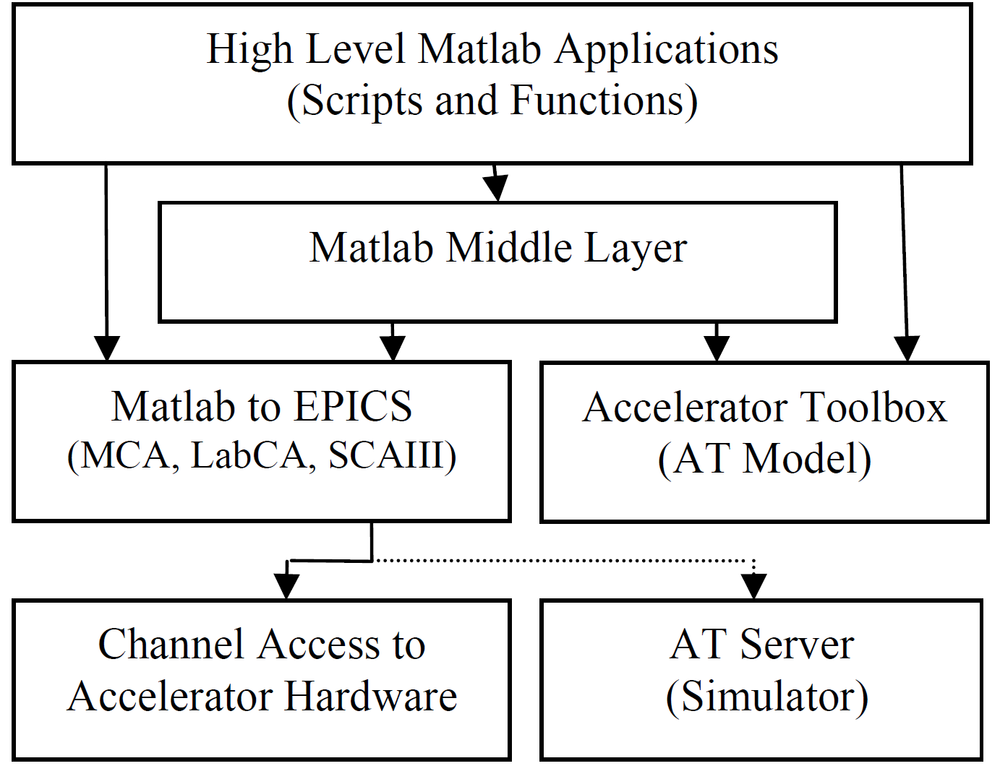 High Level Matlab Applications
(Scripts and Functions)
Matlab Middle Layer
Matlab to EPICS
(MCA, LabCA, SCAIII)
Accelerator Toolbox
(AT Model)
Channel Access to
Accelerator Hardware
AT Server
(Simulator)